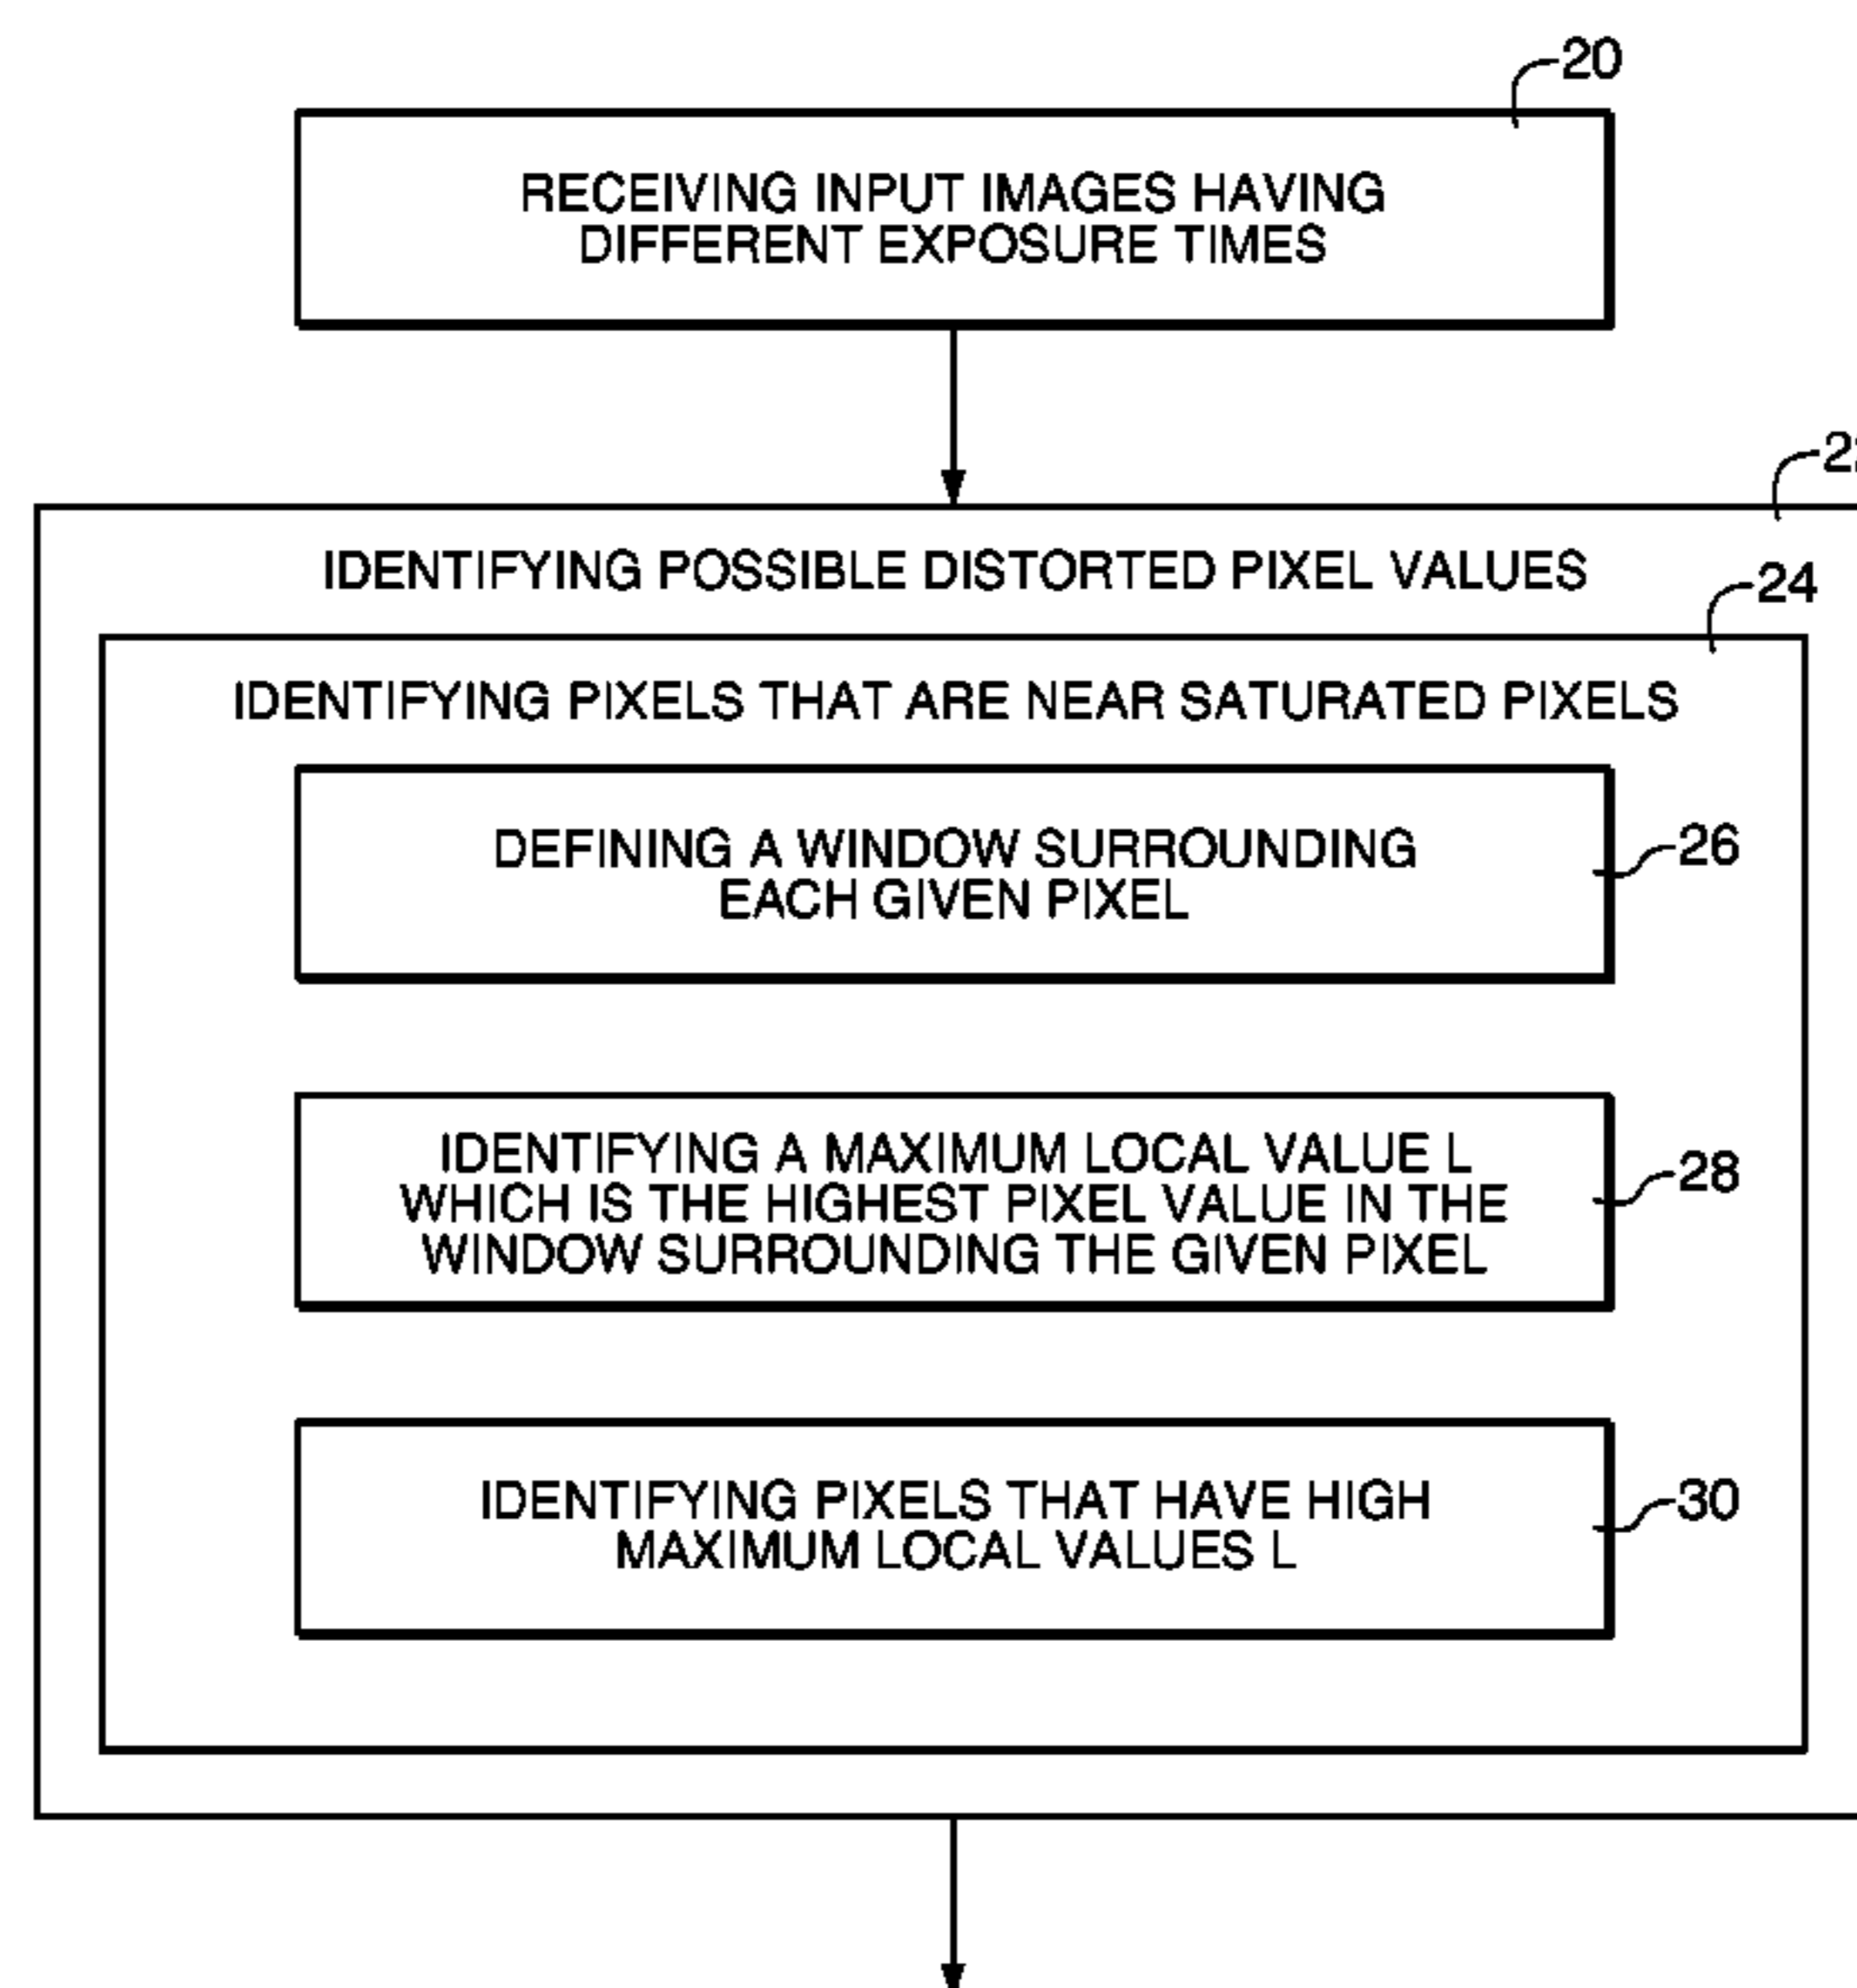 20
RECEIVING INPUT IMAGES HAVING
DIFFERENT EXPOSURE TIMES
IDENTIFYING POSSIBLE DISTORTED PIXEL VALUES
24
IDENTIFYING PIXELS THAT ARE NEAR SATURATED PIXELS
DEFINING A WINDOW SURROUNDING
EACH GIVEN PIXEL
26
IDENTIFYING A MAXIMUM LOCAL VALUE L
WHICH IS THE HIGHEST PIXEL VALUE IN THE
WINDOW SURROUNDING THE GIVEN PIXEL
28
IDENTIFYING PIXELS THAT HAVE HIGH
MAXIMUM LOCAL VALUES L
30